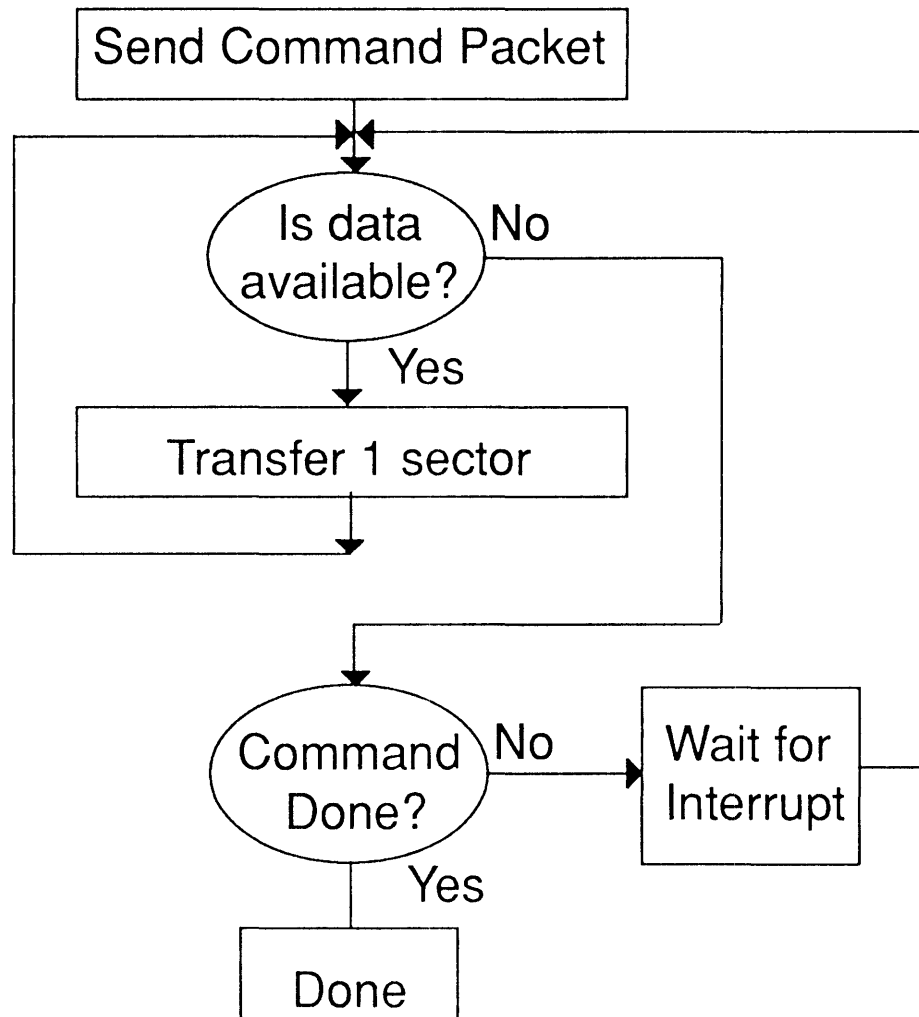 Send Command Packet
Is data
available?
No
Yes
Transfer 1 sector
Command
Done?
No
Wait for
Interrupt
Yes
Done